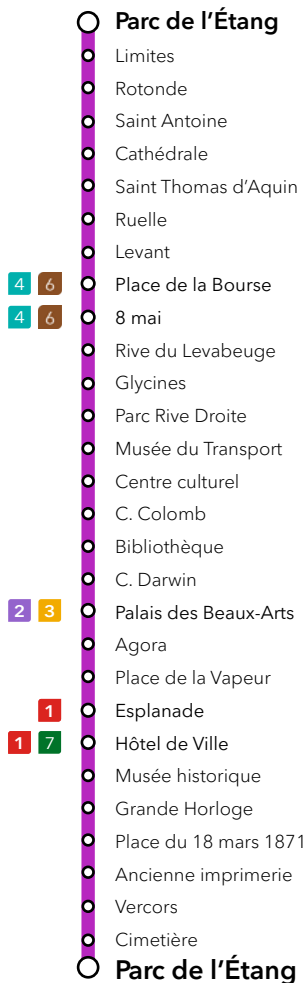 Parc de l’Étang
Limites
Rotonde
Saint Antoine
Cathédrale
Saint Thomas d’Aquin
Ruelle
Levant
4 6 Place de la Bourse
4 6 8 mai
Rive du Levabeuge
Glycines
Parc Rive Droite
Musée du Transport
Centre culturel
C. Colomb
Bibliothèque
C. Darwin
2 3 Palais des Beaux-Arts
Agora
Place de la Vapeur
1 Esplanade
1 7 Hôtel de Ville
Musée historique
Grande Horloge
Place du 18 mars 1871
Ancienne imprimerie
Vercors
Cimetière
Parc de l’Étang